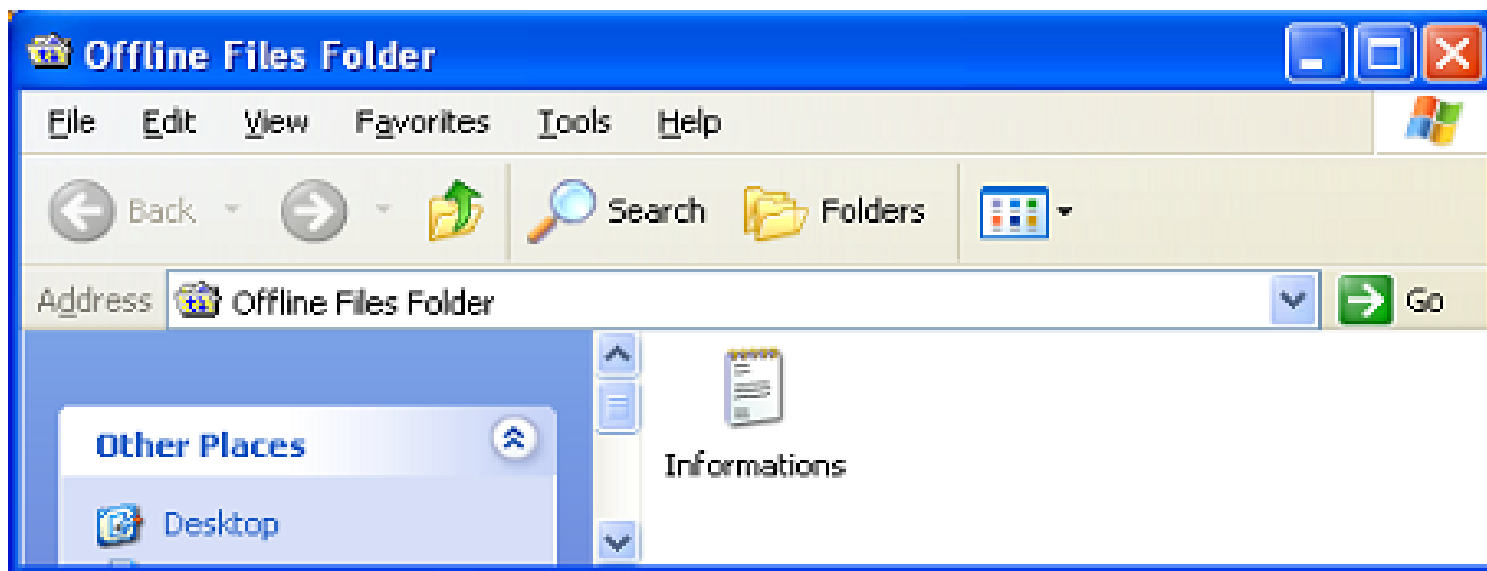 Offline Files Folder
File Edit View Favorites Tools Help
Back Search Folders
Address Offline Files Folder Go
Other Places
Desktop
Informations